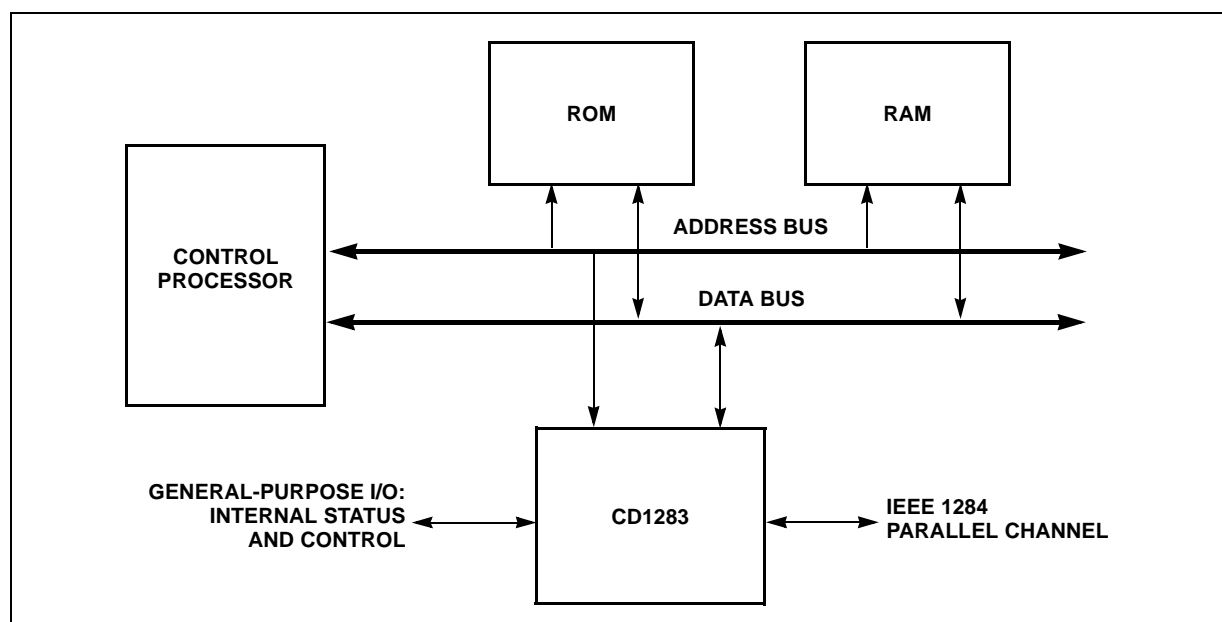 ROM
RAM
CONTROL
PROCESSOR
ADDRESS BUS
DATA BUS
GENERAL-PURPOSE I/O:
INTERNAL STATUS
AND CONTROL
CD1283
IEEE 1284
PARALLEL CHANNEL